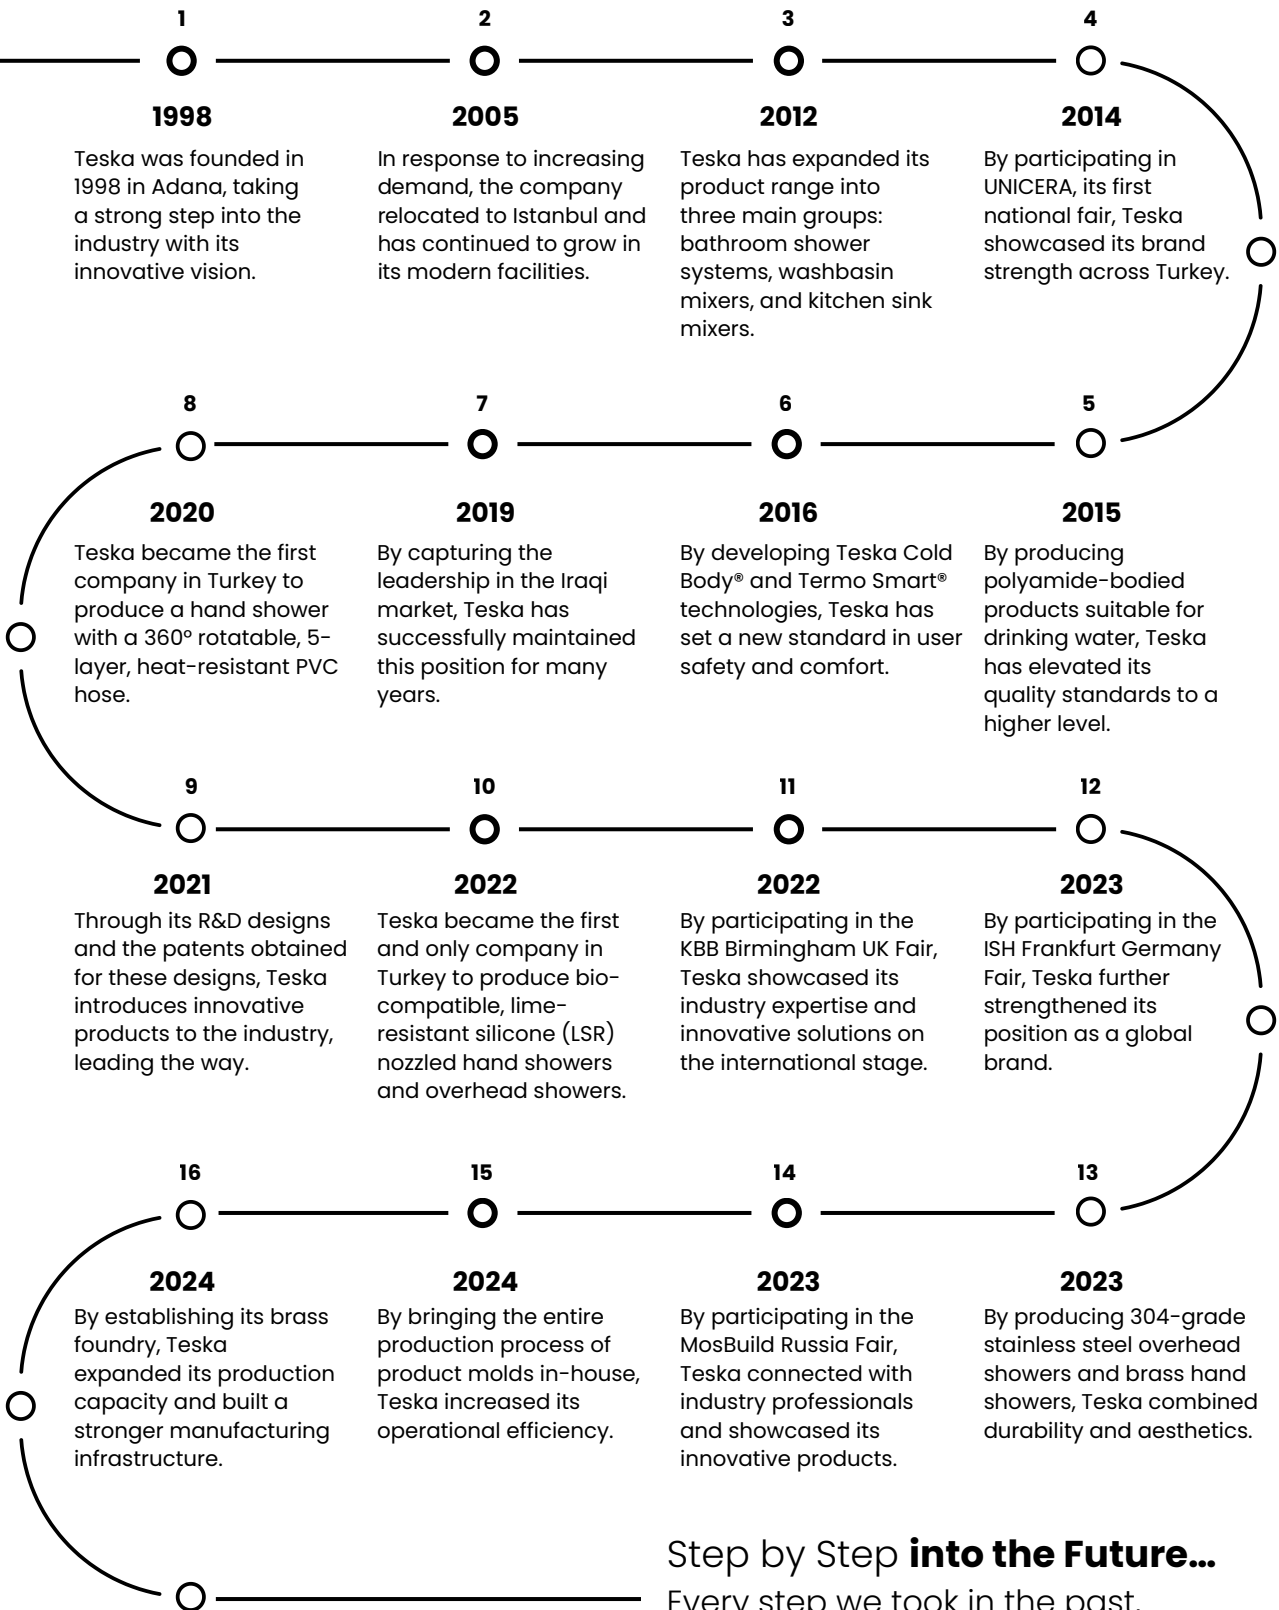 1
1998
Teska was founded in
1998 in Adana, taking
a strong step into the
industry with its
innovative vision.
2
2005
In response to increasing
demand, the company
relocated to Istanbul and
has continued to grow in
its modern facilities.
3
2012
Teska has expanded its
product range into
three main groups:
bathroom shower
systems, washbasin
mixers, and kitchen sink
mixers.
4
2014
By participating in
UNICERA, its first
national fair, Teska
showcased its brand
strength across Turkey.
5
2015
By producing
polyamide-bodied
products suitable for
drinking water, Teska
has elevated its
quality standards to a
higher level.
6
2016
By developing Teska Cold
Body® and Termo Smart®
technologies, Teska has
set a new standard in user
safety and comfort.
7
2019
By capturing the
leadership in the Iraqi
market, Teska has
successfully maintained
this position for many
years.
8
2020
Teska became the first
company in Turkey to
produce a hand shower
with a 360° rotatable, 5-
layer, heat-resistant PVC
hose.
9
2021
Through its R&D designs
and the patents obtained
for these designs, Teska
introduces innovative
products to the industry,
leading the way.
10
2022
Teska became the first
and only company in
Turkey to produce bio-
compatible, lime-
resistant silicone (LSR)
nozzled hand showers
and overhead showers.
11
2022
By participating in the
KBB Birmingham UK Fair,
Teska showcased its
industry expertise and
innovative solutions on
the international stage.
12
2023
By participating in the
ISH Frankfurt Germany
Fair, Teska further
strengthened its
position as a global
brand.
13
2023
By producing 304-grade
stainless steel overhead
showers and brass hand
showers, Teska combined
durability and aesthetics.
14
2023
By participating in the
MosBuild Russia Fair,
Teska connected with
industry professionals
and showcased its
innovative products.
15
2024
By bringing the entire
production process of
product molds in-house,
Teska increased its
operational efficiency.
16
2024
By establishing its brass
foundry, Teska
expanded its production
capacity and built a
stronger manufacturing
infrastructure.
Step by Step into the Future...
Every step we took in the past,